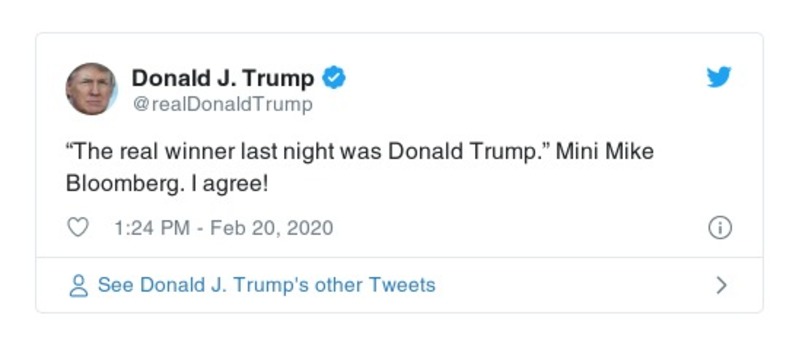 Donald J. Trump
@realDonaldTrump
“The real winner last night was Donald Trump.” Mini Mike
Bloomberg. I agree!
1:24 PM - Feb 20, 2020
See Donald J. Trump's other Tweets